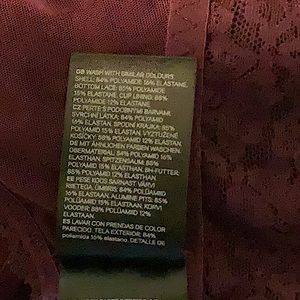 GB WASH WITH SIMILAR COLOURS
SHELL: 84% POLYAMIDE 16% ELASTANE,
BOTTOM LACE: 85% POLYAMIDE
15% ELASTANE, CUP LINING: 88%
POLYAMIDE 12% ELASTANE
CZ PERTE S PODOBNÝMI BARVAMI.
SVRCHNÍ LÁTKA: 84% POLYAMID 16%
ELASTAN, SPODNÍ KRAJKA: 85%
POLYAMID 15% ELASTAN, VYZTUŽENÉ
KOŠÍČKY: 88% POLYAMID 12% ELASTAN
DE MIT ÄHNLICHEN FARBEN WASCHEN.
OBERMATERIAL: 84% POLYAMID 16%
ELASTHAN, SPITZENSAUM: 85%
POLYAMID 15% ELASTHAN, BH-FUTTER:
88% POLYAMID 12% ELASTHAN
EE PESE KOOS SARNAST VÄRVI
RIIETEGA. ÜMBRIS: 84% POLÜAMIID
16% ELASTAAN, ALUMINE PITS: 85%
POLÜAMIID 15% ELASTAAN, KORVI
VOODER: 88% POLÜAMIID 12%
ELASTAAN
ES LAVAR CON PRENDAS DE COLOR
PARECIDO. TELA EXTERIOR: 84%
poliamida 16% elastano, DETALLE DE